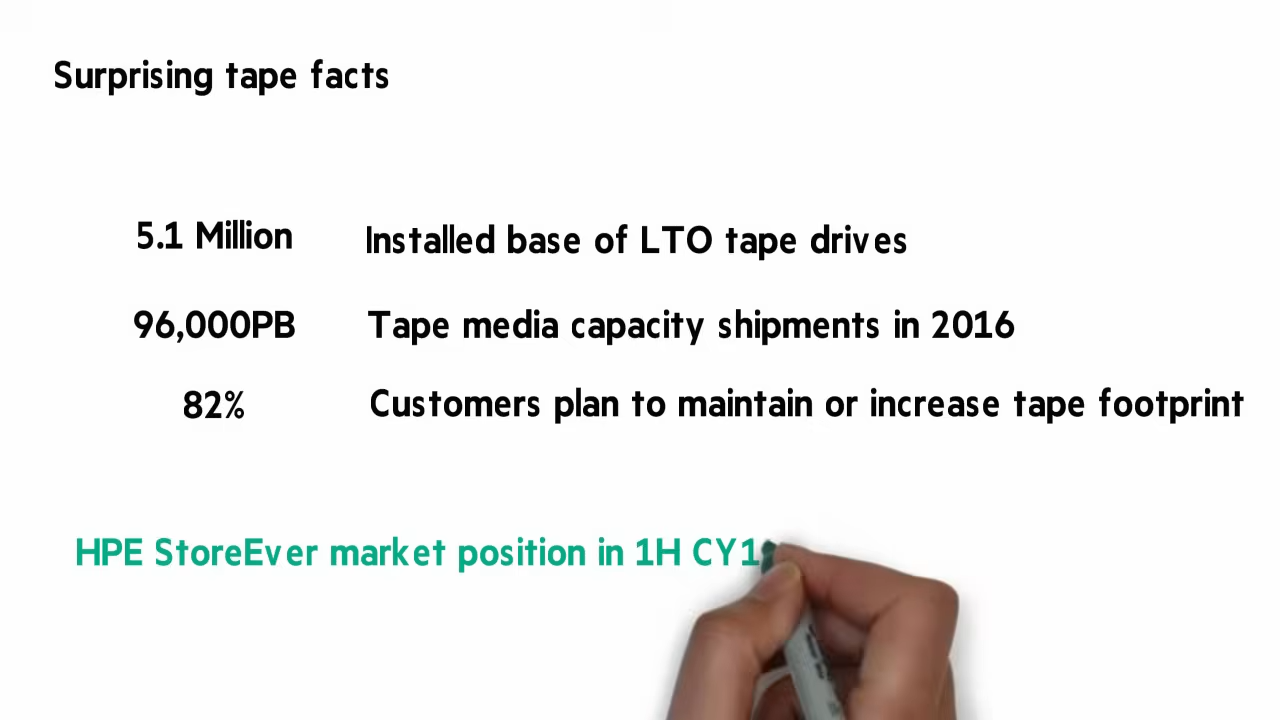 Surprising tape facts
5.1 Million Installed base of LTO tape drives
96,000PB Tape media capacity shipments in 2016
82% Customers plan to maintain or increase tape footprint
HPE StoreEver market position in 1H CY1